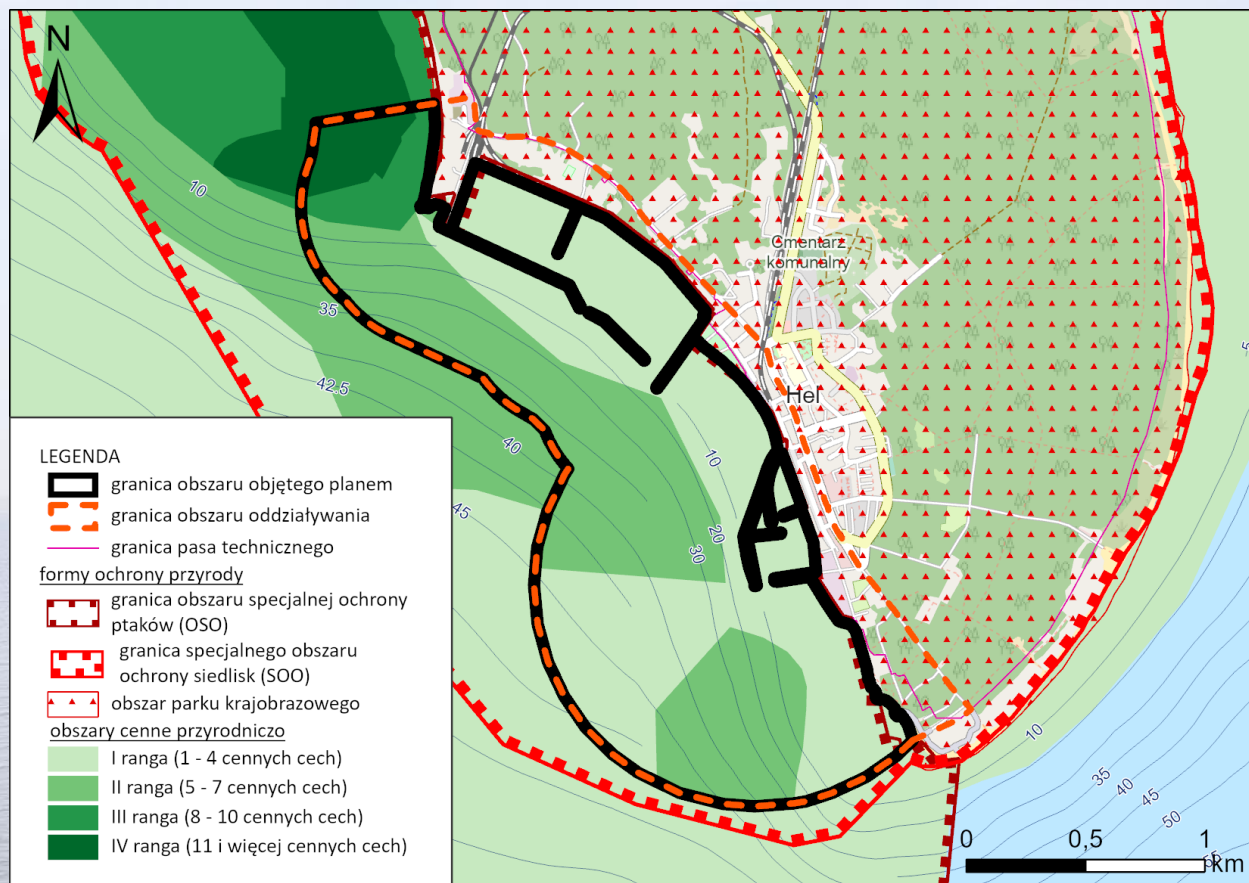 N
10
35
42.5
40
45
10
20
30
Cmentarz
komunalny
Hel
5
10
35
40
45
50
55
LEGENDA
granica obszaru objętego planem
granica obszaru oddziaływania
granica pasa technicznego
formy ochrony przyrody
granica obszaru specjalnej ochrony
ptaków (OSO)
granica specjalnego obszaru
ochrony siedlisk (SOO)
obszar parku krajobrazowego
obszary cenne przyrodniczo
I ranga (1 - 4 cennych cech)
II ranga (5 - 7 cennych cech)
III ranga (8 - 10 cennych cech)
IV ranga (11 i więcej cennych cech)
0 0,5 1
km